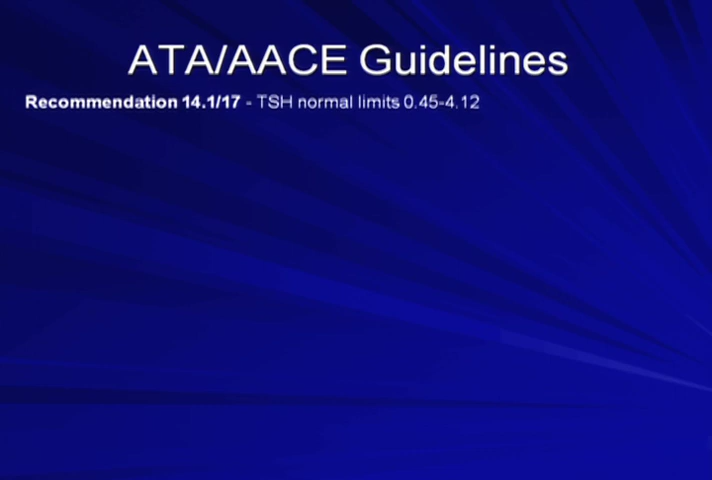 ATA/AACE Guidelines
Recommendation 14.1/17 - TSH normal limits 0.45-4.12